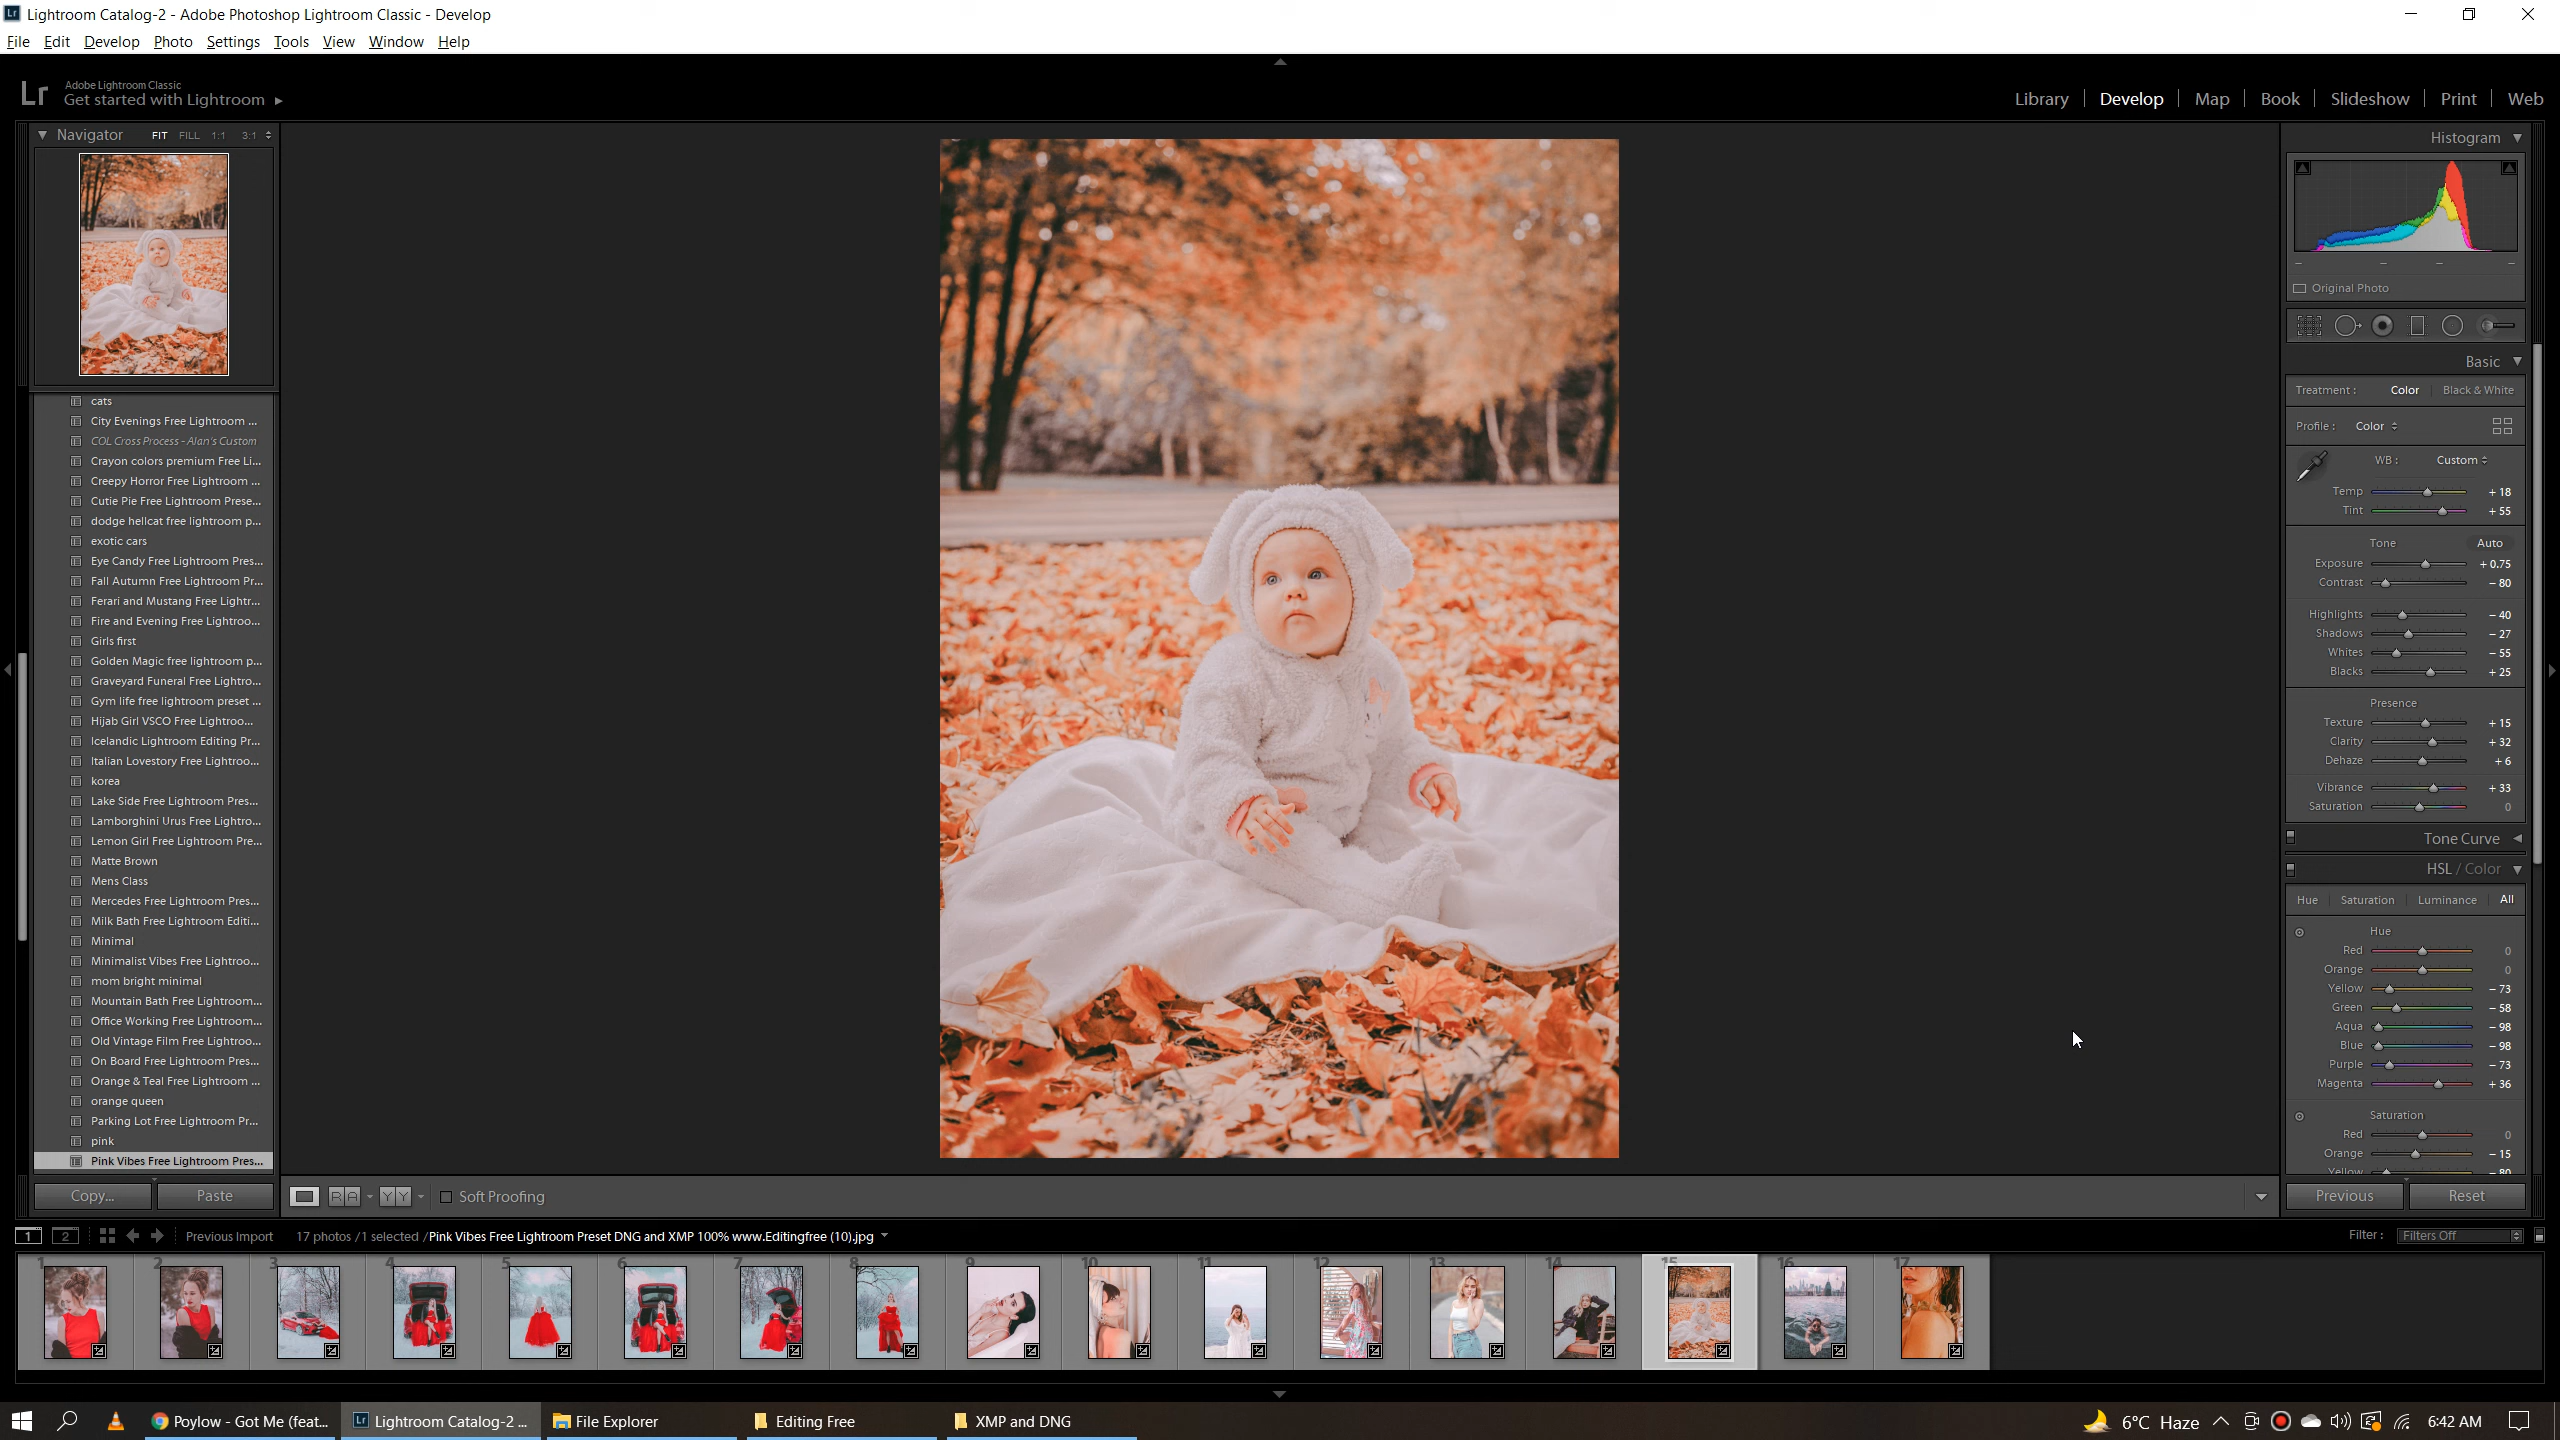 Lightroom Catalog-2 - Adobe Photoshop Lightroom Classic - Develop
File Edit Develop Photo Settings Tools View Window Help
Lr Adobe Lightroom Classic
Get started with Lightroom
Library | Develop | Map | Book | Slideshow | Print | Web
Navigator FIT FILL 1:1 3:1
cats
City Evenings Free Lightroom ...
COL Cross Process - Alan's Custom
Crayon colors premium Free Li...
Creepy Horror Free Lightroom ...
Cutie Pie Free Lightroom Prese...
dodge hellcat free lightroom p...
exotic cars
Eye Candy Free Lightroom Pres...
Fall Autumn Free Lightroom Pr...
Ferari and Mustang Free Lightr...
Fire and Evening Free Lightroo...
Girls first
Golden Magic free lightroom p...
Graveyard Funeral Free Lightro...
Gym life free lightroom preset ...
Hijab Girl VSCO Free Lightroo...
Icelandic Lightroom Editing Pr...
Italian Lovestory Free Lightroo...
korea
Lake Side Free Lightroom Pres...
Lamborghini Urus Free Lightro...
Lemon Girl Free Lightroom Pre...
Matte Brown
Mens Class
Mercedes Free Lightroom Pres...
Milk Bath Free Lightroom Editi...
Minimal
Minimalist Vibes Free Lightroo...
mom bright minimal
Mountain Bath Free Lightroom...
Office Working Free Lightroom...
Old Vintage Film Free Lightroo...
On Board Free Lightroom Pres...
Orange & Teal Free Lightroom ...
orange queen
Parking Lot Free Lightroom Pr...
pink
Pink Vibes Free Lightroom Pres...
Copy... Paste
R A Y Y Soft Proofing
Histogram
Original Photo
Basic
Treatment : Color Black & White
Profile : Color
WB : Custom
Temp + 18
Tint + 55
Tone Auto
Exposure + 0.75
Contrast - 80
Highlights - 40
Shadows - 27
Whites - 55
Blacks + 25
Presence
Texture + 15
Clarity + 32
Dehaze + 6
Vibrance + 33
Saturation 0
Tone Curve
HSL / Color
Hue Saturation Luminance All
Hue
Red 0
Orange 0
Yellow - 73
Green - 58
Aqua - 98
Blue - 98
Purple - 73
Magenta + 36
Saturation
Red 0
Orange - 15
Yellow - 80
Previous Reset
1 2 Previous Import 17 photos / 1 selected / Pink Vibes Free Lightroom Preset DNG and XMP 100% www.Editingfree (10).jpg Filter : Filters Off
1 2 3 4 5 6 7 8 9 10 11 12 13 14 15 16 17
Poylow - Got Me (feat... Lr Lightroom Catalog-2 ... File Explorer Editing Free XMP and DNG 6°C Haze 6:42 AM